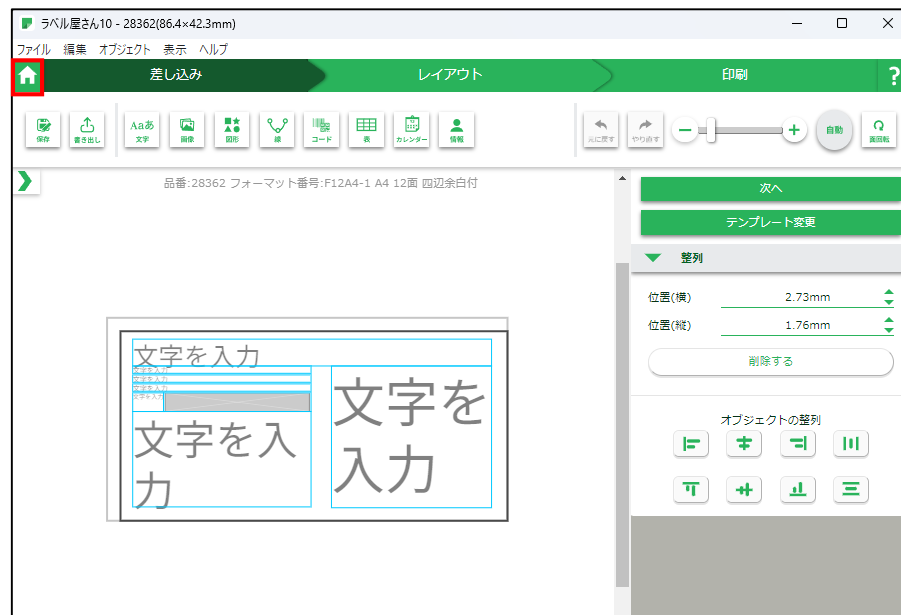 ラベル屋さん10 - 28362(86.4×42.3mm)
ファイル 編集 オブジェクト 表示 ヘルプ
差し込み レイアウト 印刷 ?
保存 書き出し Aaあ 文字 画像 図形 線 コード 表 カレンダー 情報 元に戻す やり直す 自動 面回転
品番:28362 フォーマット番号:F12A4-1 A4 12面 四辺余白付
次へ
テンプレート変更
整列
位置(横) 2.73mm
位置(縦) 1.76mm
削除する
オブジェクトの整列
文字を入力
文字を入力
文字を入力
文字を入力
文字を入力
文字を入
力
文字を
入力